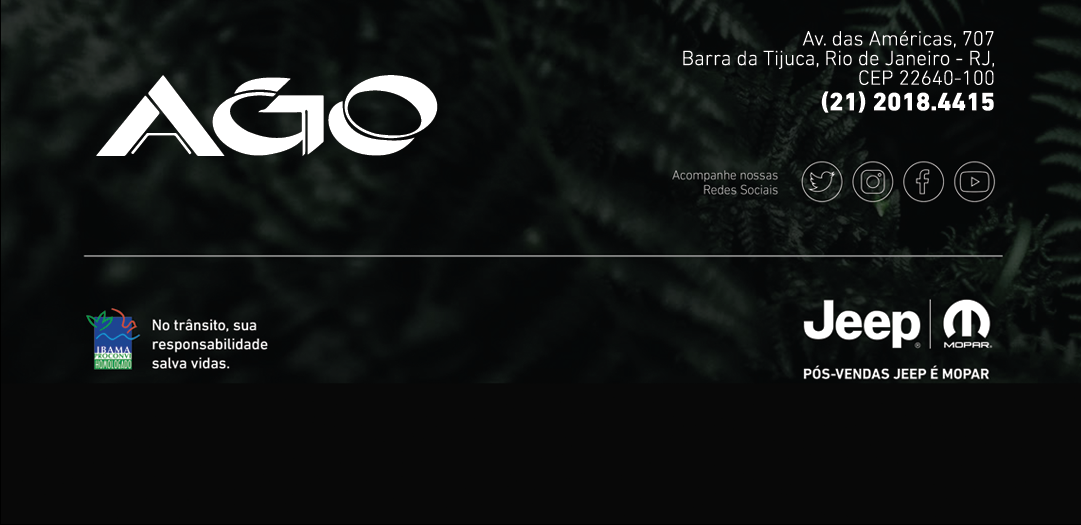 AGO
Av. das Américas, 707
Barra da Tijuca, Rio de Janeiro - RJ,
CEP 22640-100
(21) 2018.4415
Acompanhe nossas
Redes Sociais
IBAMA
PROCONVE
HOMOLOGADO
No trânsito, sua
responsabilidade
salva vidas.
Jeep®
MOPAR®
PÓS-VENDAS JEEP É MOPAR